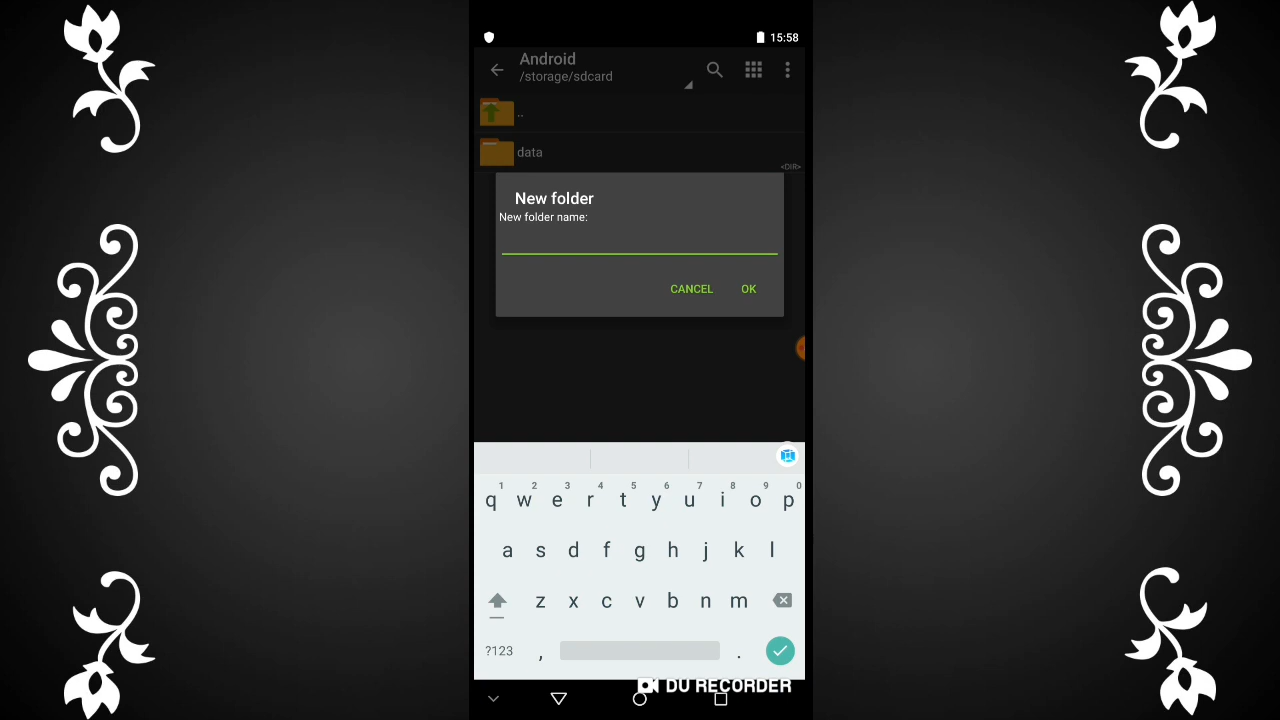 15:58
Android
/storage/sdcard
..
data
<DIR>
New folder
New folder name:
CANCEL OK
1 2 3 4 5 6 7 8 9 0
q w e r t y u i o p
a s d f g h j k l
z x c v b n m
?123 , .
DU RECORDER